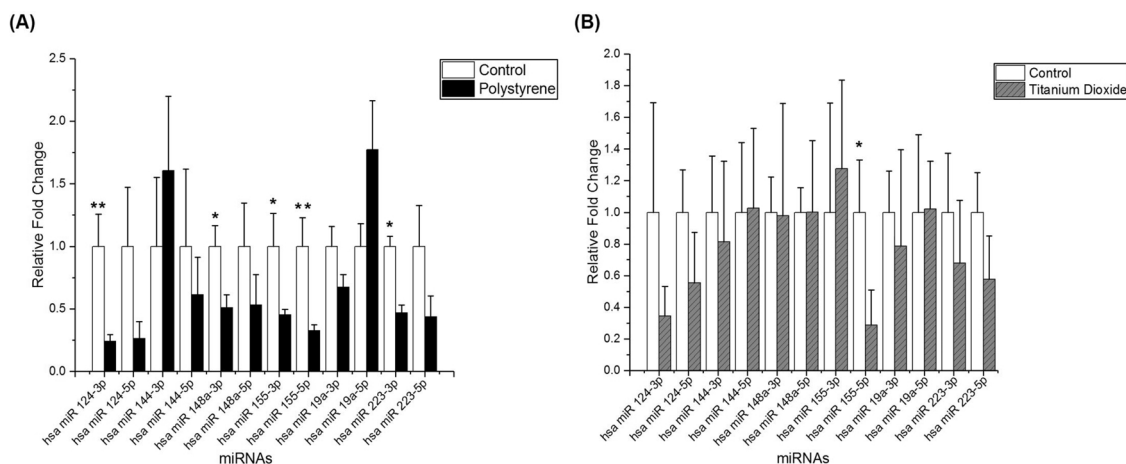 (A)
Control
Polystyrene
Relative Fold Change
2.5
2.0
1.5
1.0
0.5
0.0
** * * ** *
hsa miR 124-3p
hsa miR 124-5p
hsa miR 144-3p
hsa miR 144-5p
hsa miR 148a-3p
hsa miR 148a-5p
hsa miR 155-3p
hsa miR 155-5p
hsa miR 19a-3p
hsa miR 19a-5p
hsa miR 223-3p
hsa miR 223-5p
miRNAs
(B)
Control
Titanium Dioxide
Relative Fold Change
2.0
1.8
1.6
1.4
1.2
1.0
0.8
0.6
0.4
0.2
0.0
*
hsa miR 124-3p
hsa miR 124-5p
hsa miR 144-3p
hsa miR 144-5p
hsa miR 148a-3p
hsa miR 148a-5p
hsa miR 155-3p
hsa miR 155-5p
hsa miR 19a-3p
hsa miR 19a-5p
hsa miR 223-3p
hsa miR 223-5p
miRNAs